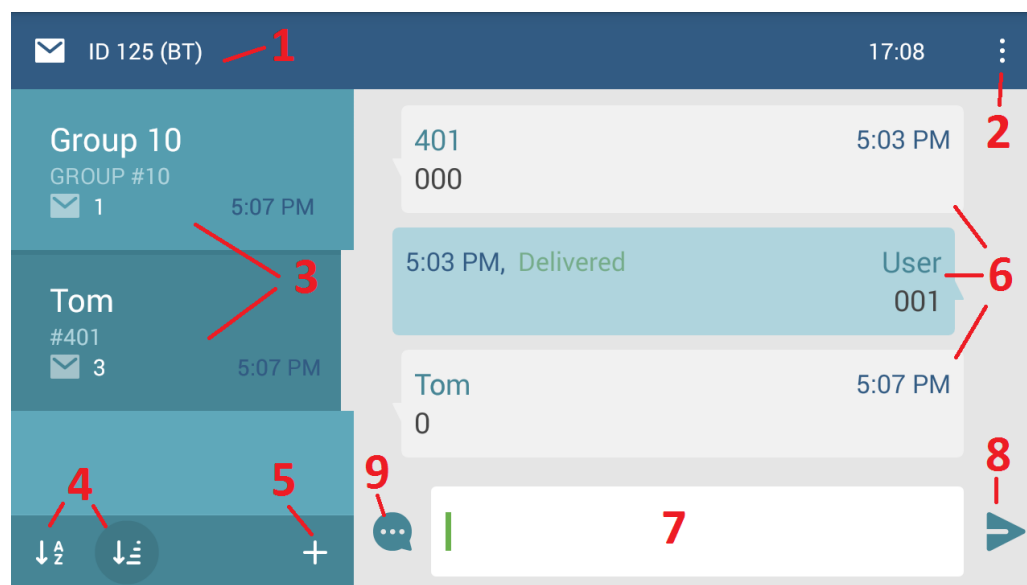 ID 125 (BT)
1
17:08
2
Group 10
GROUP #10
1
5:07 PM
3
Tom
#401
3
5:07 PM
4
5
A
Z
401
5:03 PM
000
5:03 PM, Delivered
User
001
6
Tom
5:07 PM
0
9
7
8